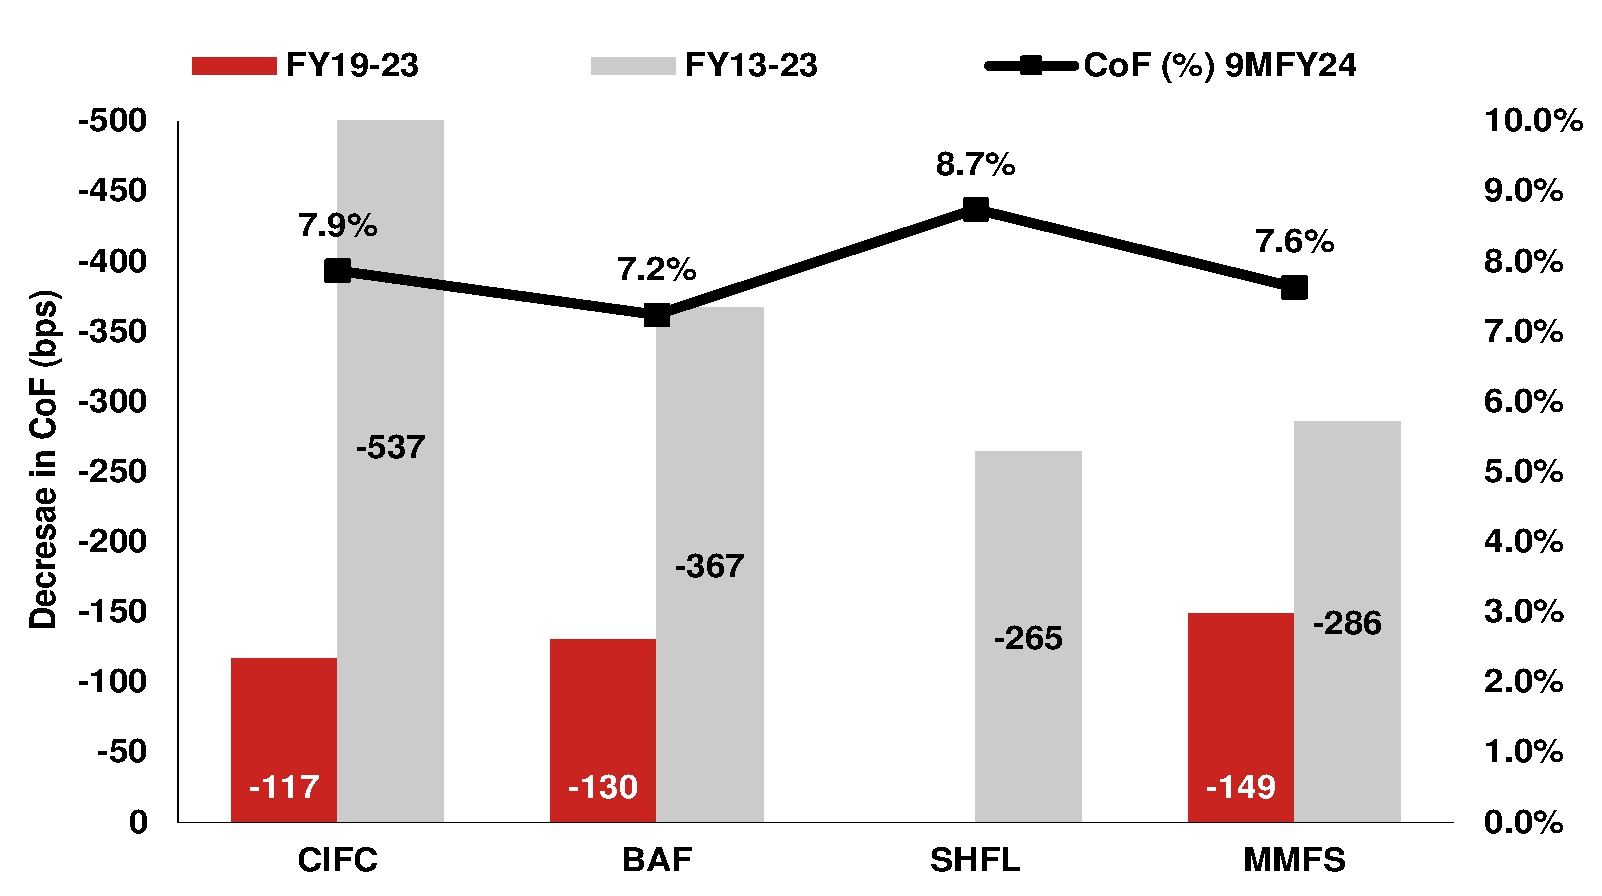 FY19-23 FY13-23 CoF (%) 9MFY24
Decresae in CoF (bps)
-500 10.0%
-450 9.0%
-400 8.0%
-350 7.0%
-300 6.0%
-250 5.0%
-200 4.0%
-150 3.0%
-100 2.0%
-50 1.0%
0 0.0%
7.9% 7.2% 8.7% 7.6%
-537 -367 -265 -286
-117 -130 -149
CIFC BAF SHFL MMFS